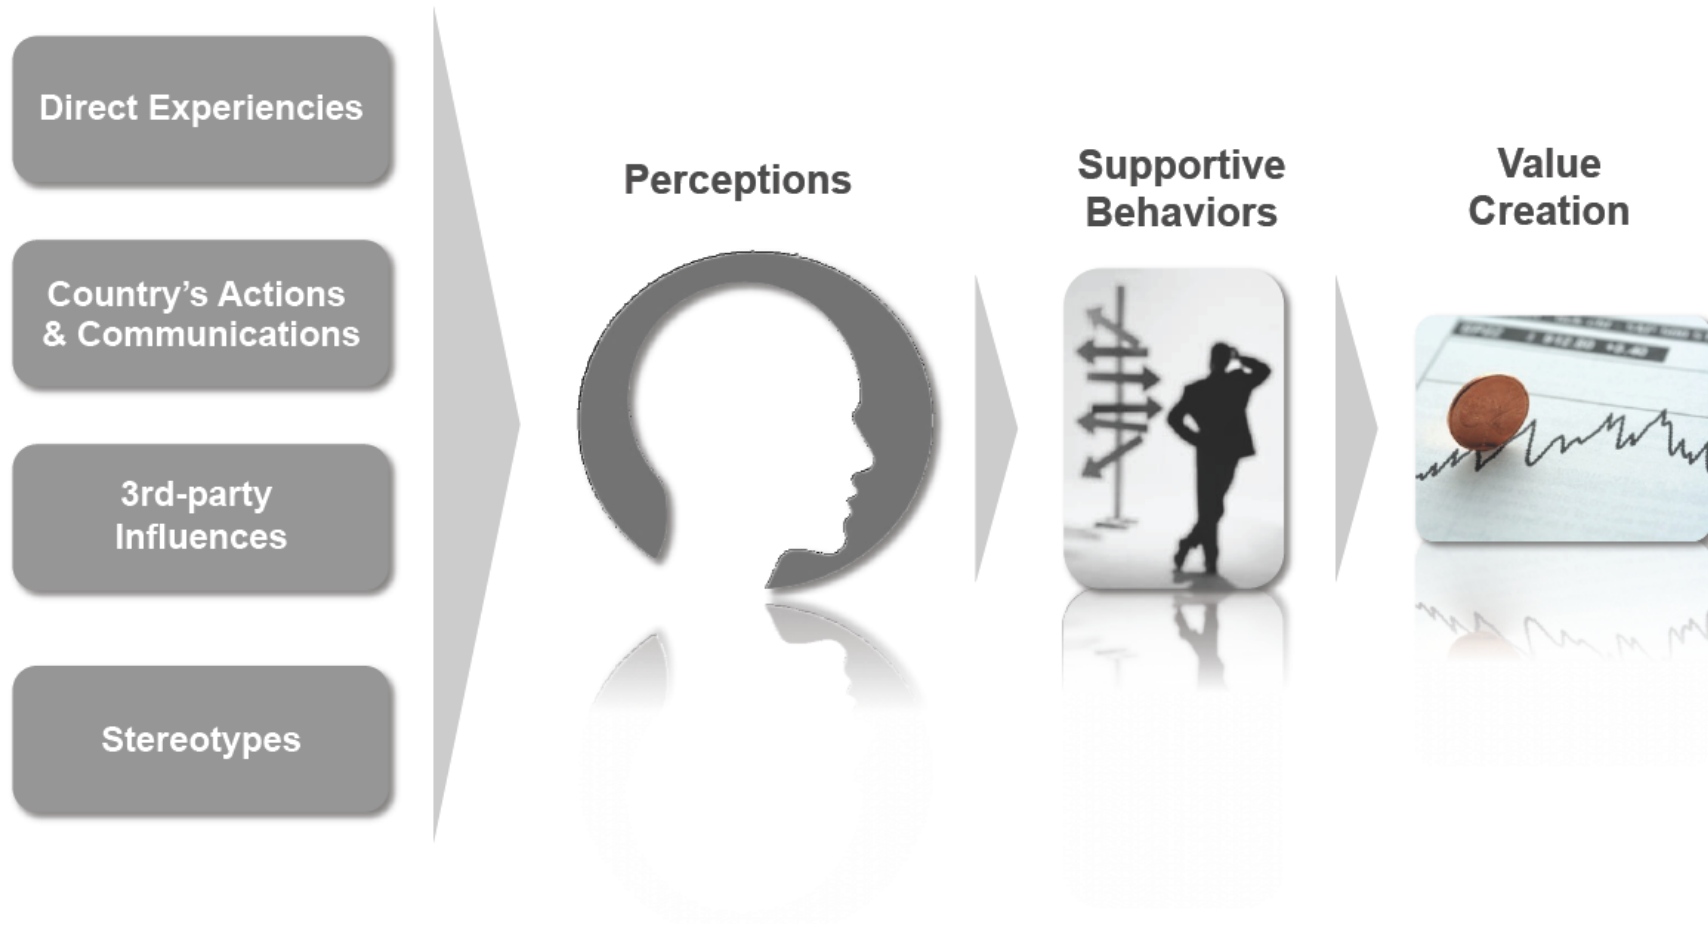 Direct Experiencies
Country’s Actions
& Communications
3rd-party
Influences
Stereotypes
Perceptions
Supportive
Behaviors
Value
Creation